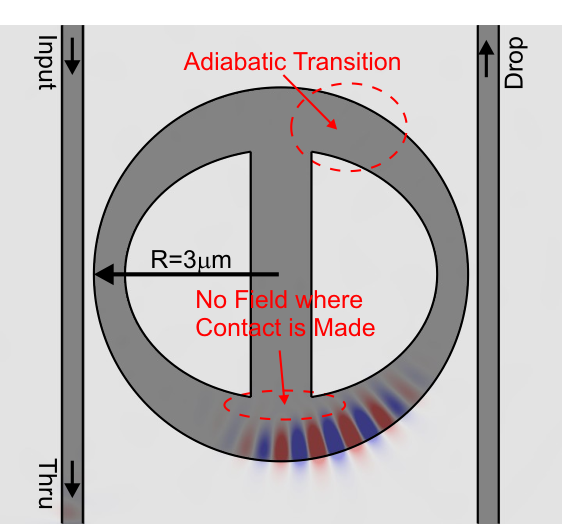 Input
Drop
Adiabatic Transition
R=3μm
No Field where
Contact is Made
Thru